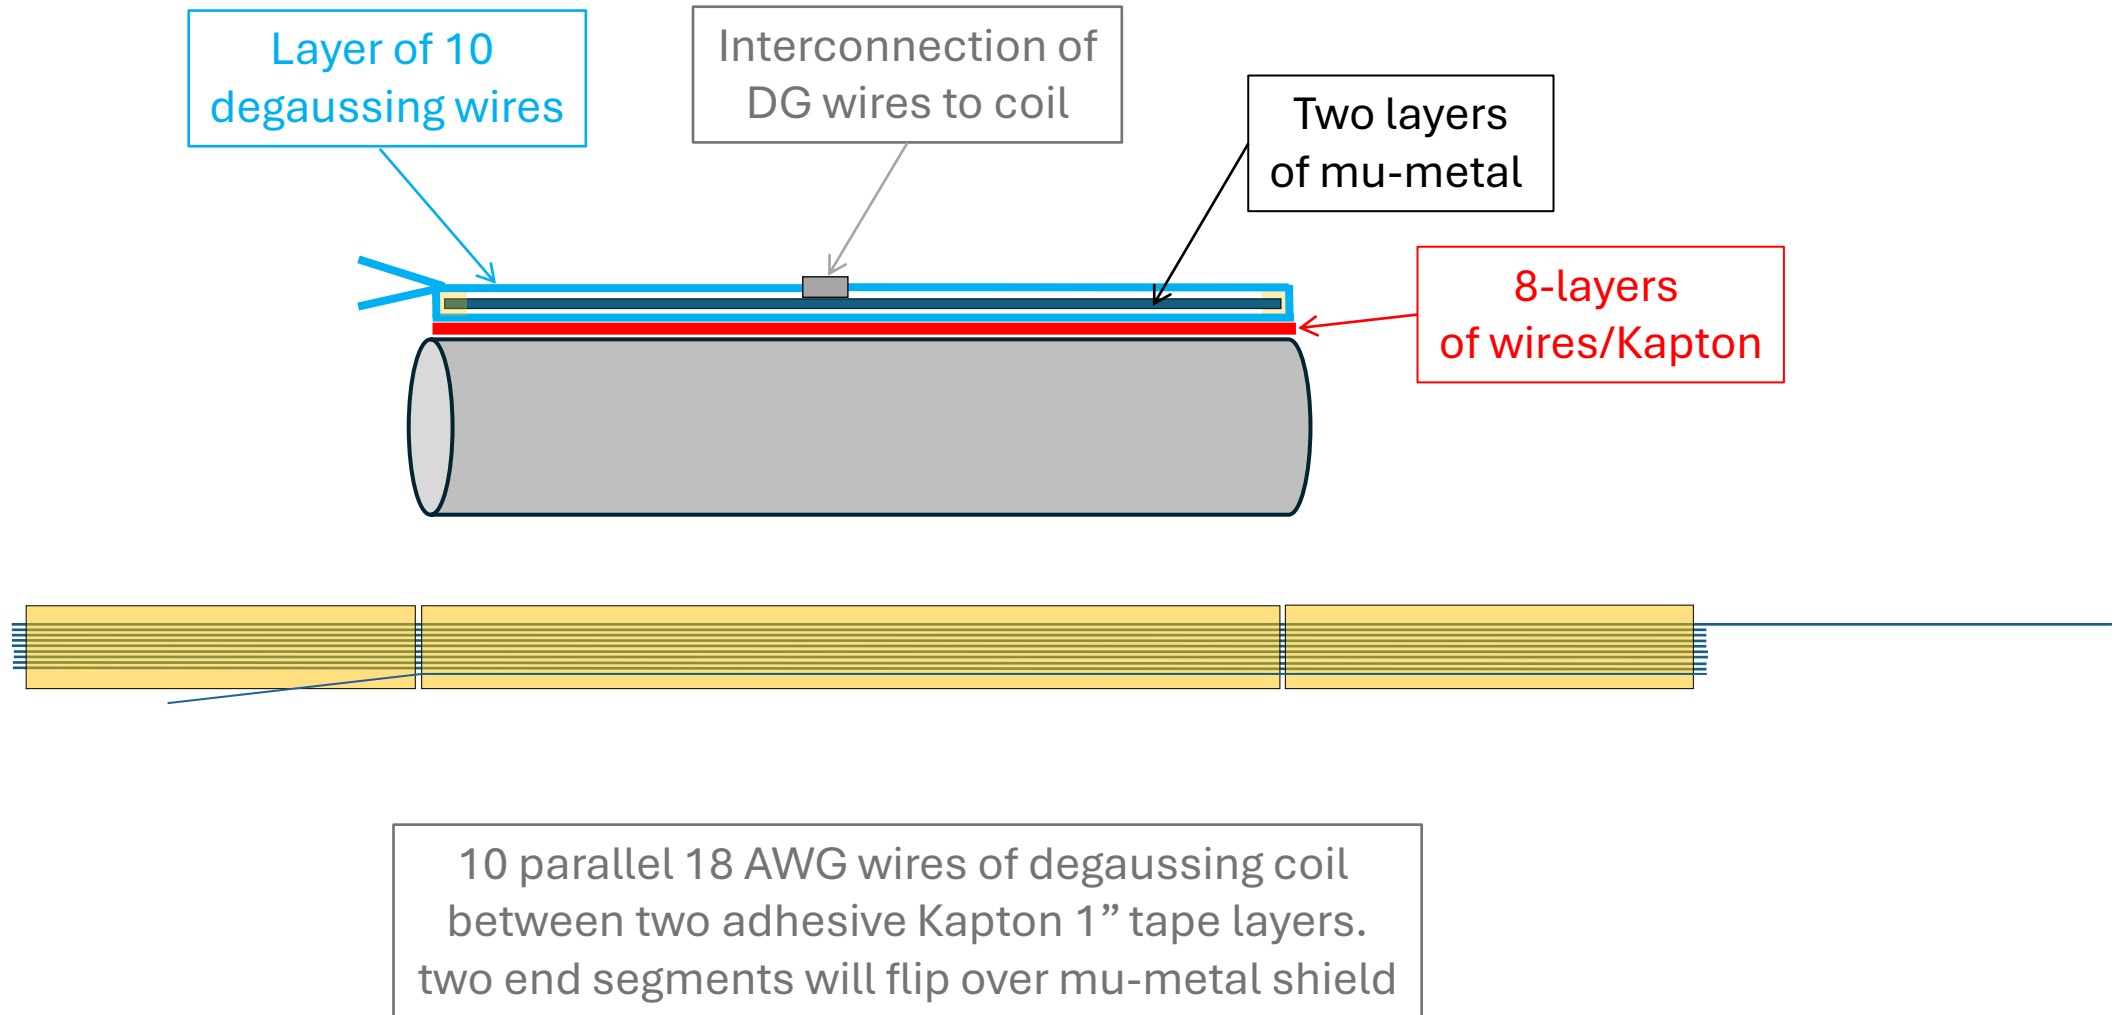 Layer of 10
degaussing wires
Interconnection of
DG wires to coil
Two layers
of mu-metal
8-layers
of wires/Kapton
10 parallel 18 AWG wires of degaussing coil
between two adhesive Kapton 1” tape layers.
two end segments will flip over mu-metal shield